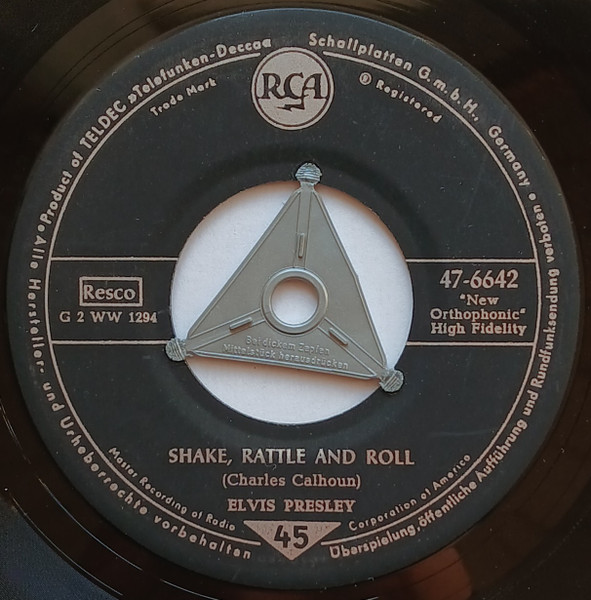 «Product of TELDEC »Telefunken-Decca« Schallplatten G.m.b.H., Germany«
Trade Mark
RCA
® Registered
Resco
G 2 WW 1294
47-6642
"New
Orthophonic"
High Fidelity
Bei dickem Zapfen
Mittelstück herausdrücken
SHAKE, RATTLE AND ROLL
(Charles Calhoun)
ELVIS PRESLEY
45
Master Recording of Radio Corporation of America
Alle Hersteller- und Urheberrechte vorbehalten
Überspielung, öffentliche Aufführung und Rundfunksendung verboten